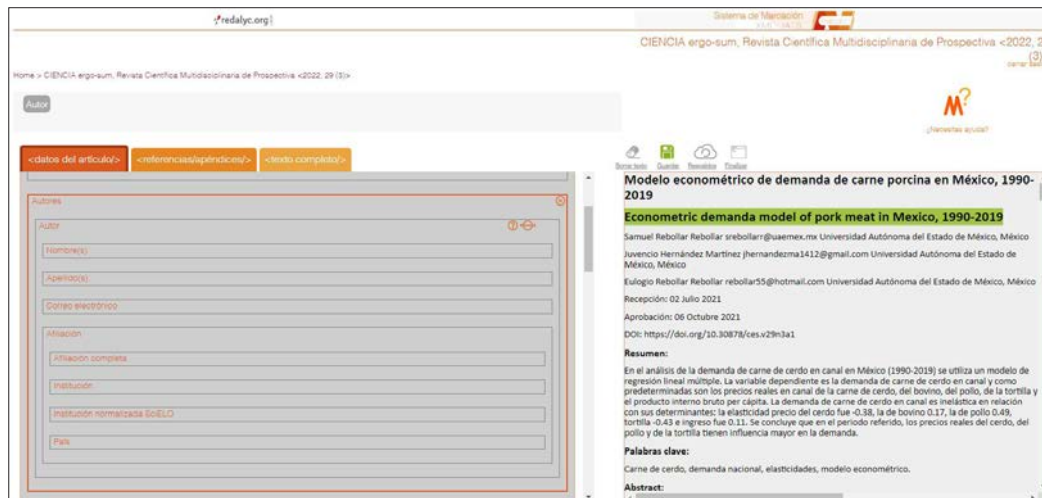 redalyc.org
Sistema de Marcación
CIENCIA ergo-sum, Revista Científica Multidisciplinaria de Prospectiva <2022, 29
(3)>
Home > CIENCIA ergo-sum, Revista Científica Multidisciplinaria de Prospectiva <2022, 29 (3)>
Autor
¿Necesitas ayuda?
<datos del artículo/>
<referencias/apéndices/>
<texto completo/>
Guardar
Finalizar
Autores
Autor
Nombre(s)
Apellido(s)
Correo electrónico
Afiliación
Afiliación completa
Institución
Institución normalizada SciELO
País
Modelo econométrico de demanda de carne porcina en México, 1990-
2019
Econometric demand model of pork meat in Mexico, 1990-2019
Samuel Rebollar Rebollar srebollarr@uaemex.mx Universidad Autónoma del Estado de México, México
Juvencio Hernández Martínez jhernandezma1412@gmail.com Universidad Autónoma del Estado de
México, México
Eulogio Rebollar Rebollar rebollar55@hotmail.com Universidad Autónoma del Estado de México, México
Recepción: 02 Julio 2021
Aprobación: 06 Octubre 2021
DOI: https://doi.org/10.30878/ces.v29n3a1
Resumen:
En el análisis de la demanda de carne de cerdo en canal en México (1990-2019) se utiliza un modelo de
regresión lineal múltiple. La variable dependiente es la demanda de carne de cerdo en canal y como
predeterminadas son los precios reales en canal de la carne de cerdo, del bovino, del pollo, de la tortilla y
el producto interno bruto per cápita. La demanda de carne de cerdo en canal es inelástica en relación
con sus determinantes: la elasticidad precio del cerdo fue -0.38, la de bovino 0.17, la de pollo 0.49,
tortilla -0.43 e ingreso fue 0.11. Se concluye que en el periodo referido, los precios reales del cerdo, del
pollo y de la tortilla tienen influencia mayor en la demanda.
Palabras clave:
Carne de cerdo, demanda nacional, elasticidades, modelo econométrico.
Abstract: